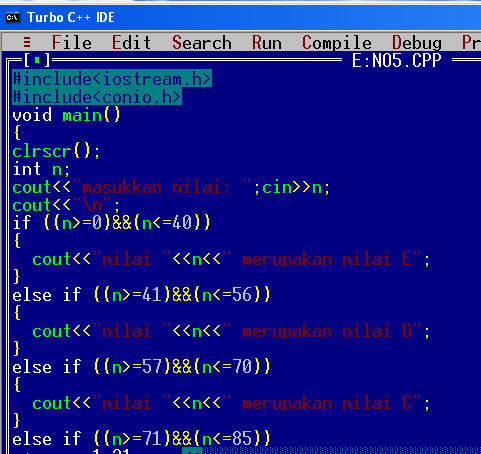 Turbo C++ IDE
≡ File Edit Search Run Compile Debug Pr
[■] E:NO5.CPP
#include<iostream.h>
#include<conio.h>
void main()
{
clrscr();
int n;
cout<<"masukkan nilai: ";cin>>n;
cout<<"\n";
if ((n>=0)&&(n<=40))
{
cout<<"nilai "<<n<<" merupakan nilai E";
}
else if ((n>=41)&&(n<=56))
{
cout<<"nilai "<<n<<" merupakan nilai D";
}
else if ((n>=57)&&(n<=70))
{
cout<<"nilai "<<n<<" merupakan nilai C";
}
else if ((n>=71)&&(n<=85))